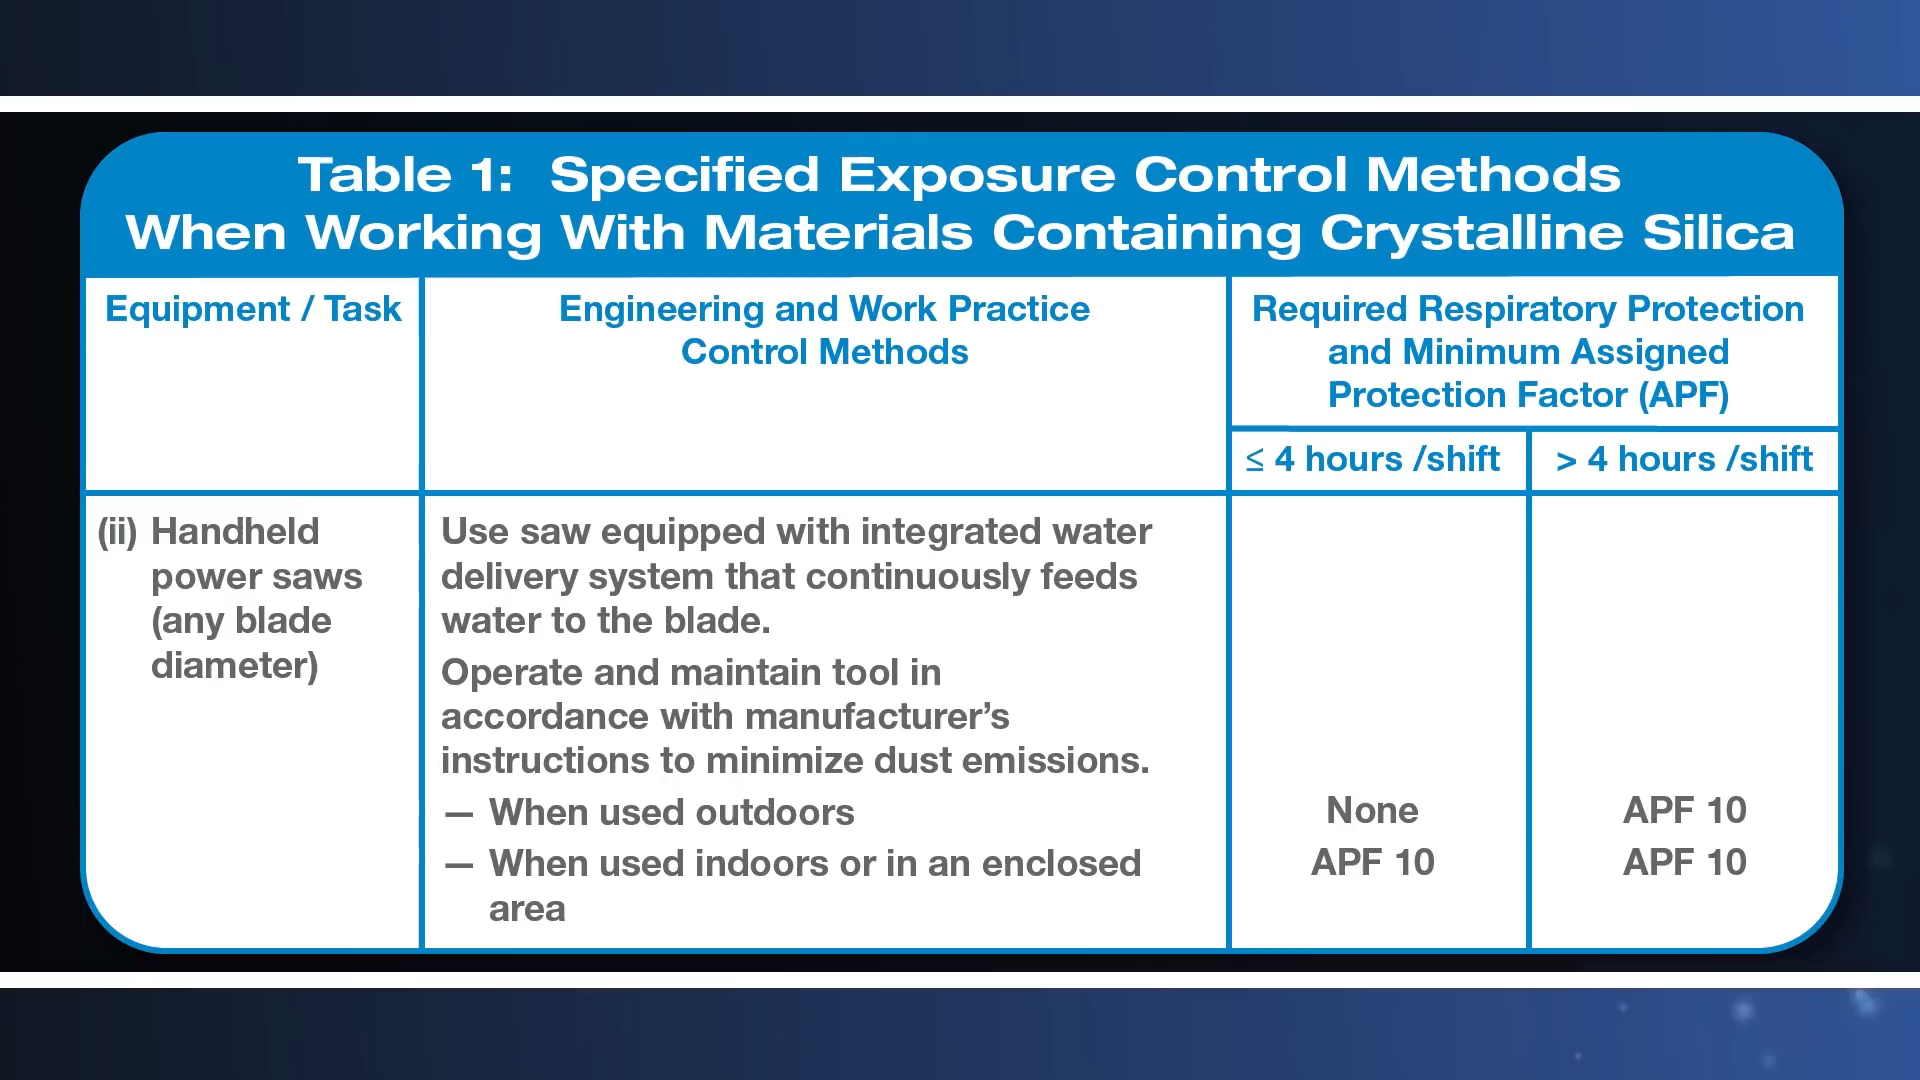 Table 1: Specified Exposure Control Methods
When Working With Materials Containing Crystalline Silica
Equipment / Task
Engineering and Work Practice
Control Methods
Required Respiratory Protection
and Minimum Assigned
Protection Factor (APF)
≤ 4 hours /shift
> 4 hours /shift
(ii) Handheld
power saws
(any blade
diameter)
Use saw equipped with integrated water
delivery system that continuously feeds
water to the blade.
Operate and maintain tool in
accordance with manufacturer’s
instructions to minimize dust emissions.
— When used outdoors
None
APF 10
— When used indoors or in an enclosed
area
APF 10
APF 10